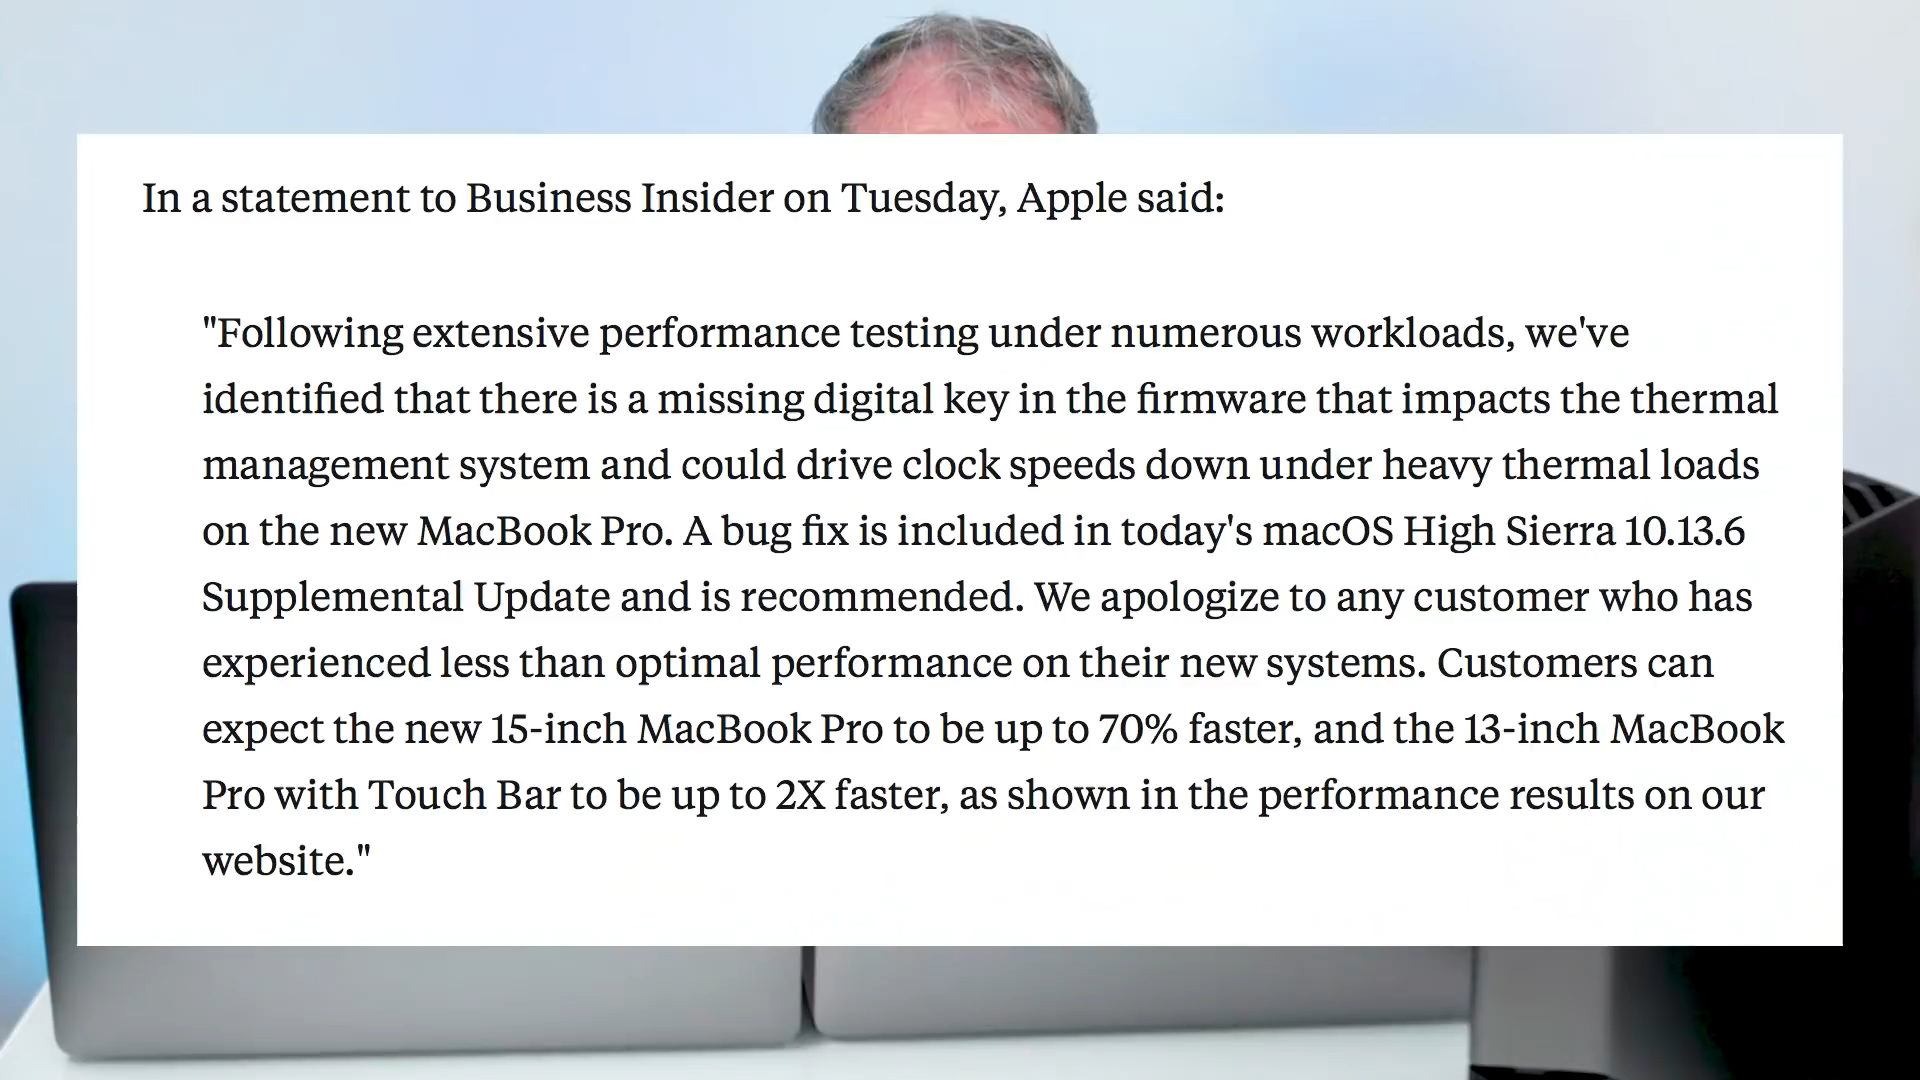 In a statement to Business Insider on Tuesday, Apple said:
"Following extensive performance testing under numerous workloads, we've
identified that there is a missing digital key in the firmware that impacts the thermal
management system and could drive clock speeds down under heavy thermal loads
on the new MacBook Pro. A bug fix is included in today's macOS High Sierra 10.13.6
Supplemental Update and is recommended. We apologize to any customer who has
experienced less than optimal performance on their new systems. Customers can
expect the new 15-inch MacBook Pro to be up to 70% faster, and the 13-inch MacBook
Pro with Touch Bar to be up to 2X faster, as shown in the performance results on our
website."